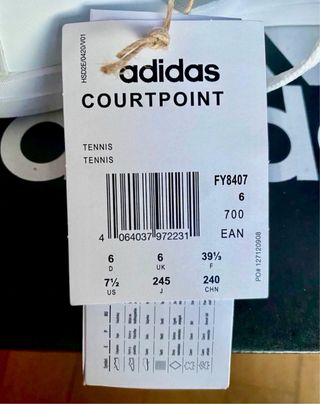 HSD2E/0420/V01
adidas
COURTPOINT
TENNIS
TENNIS
FY8407
6
700
EAN
4 064037 972231
6 6 39⅓
D UK F
7½ 245 240
US J CHN
PO# 127120908